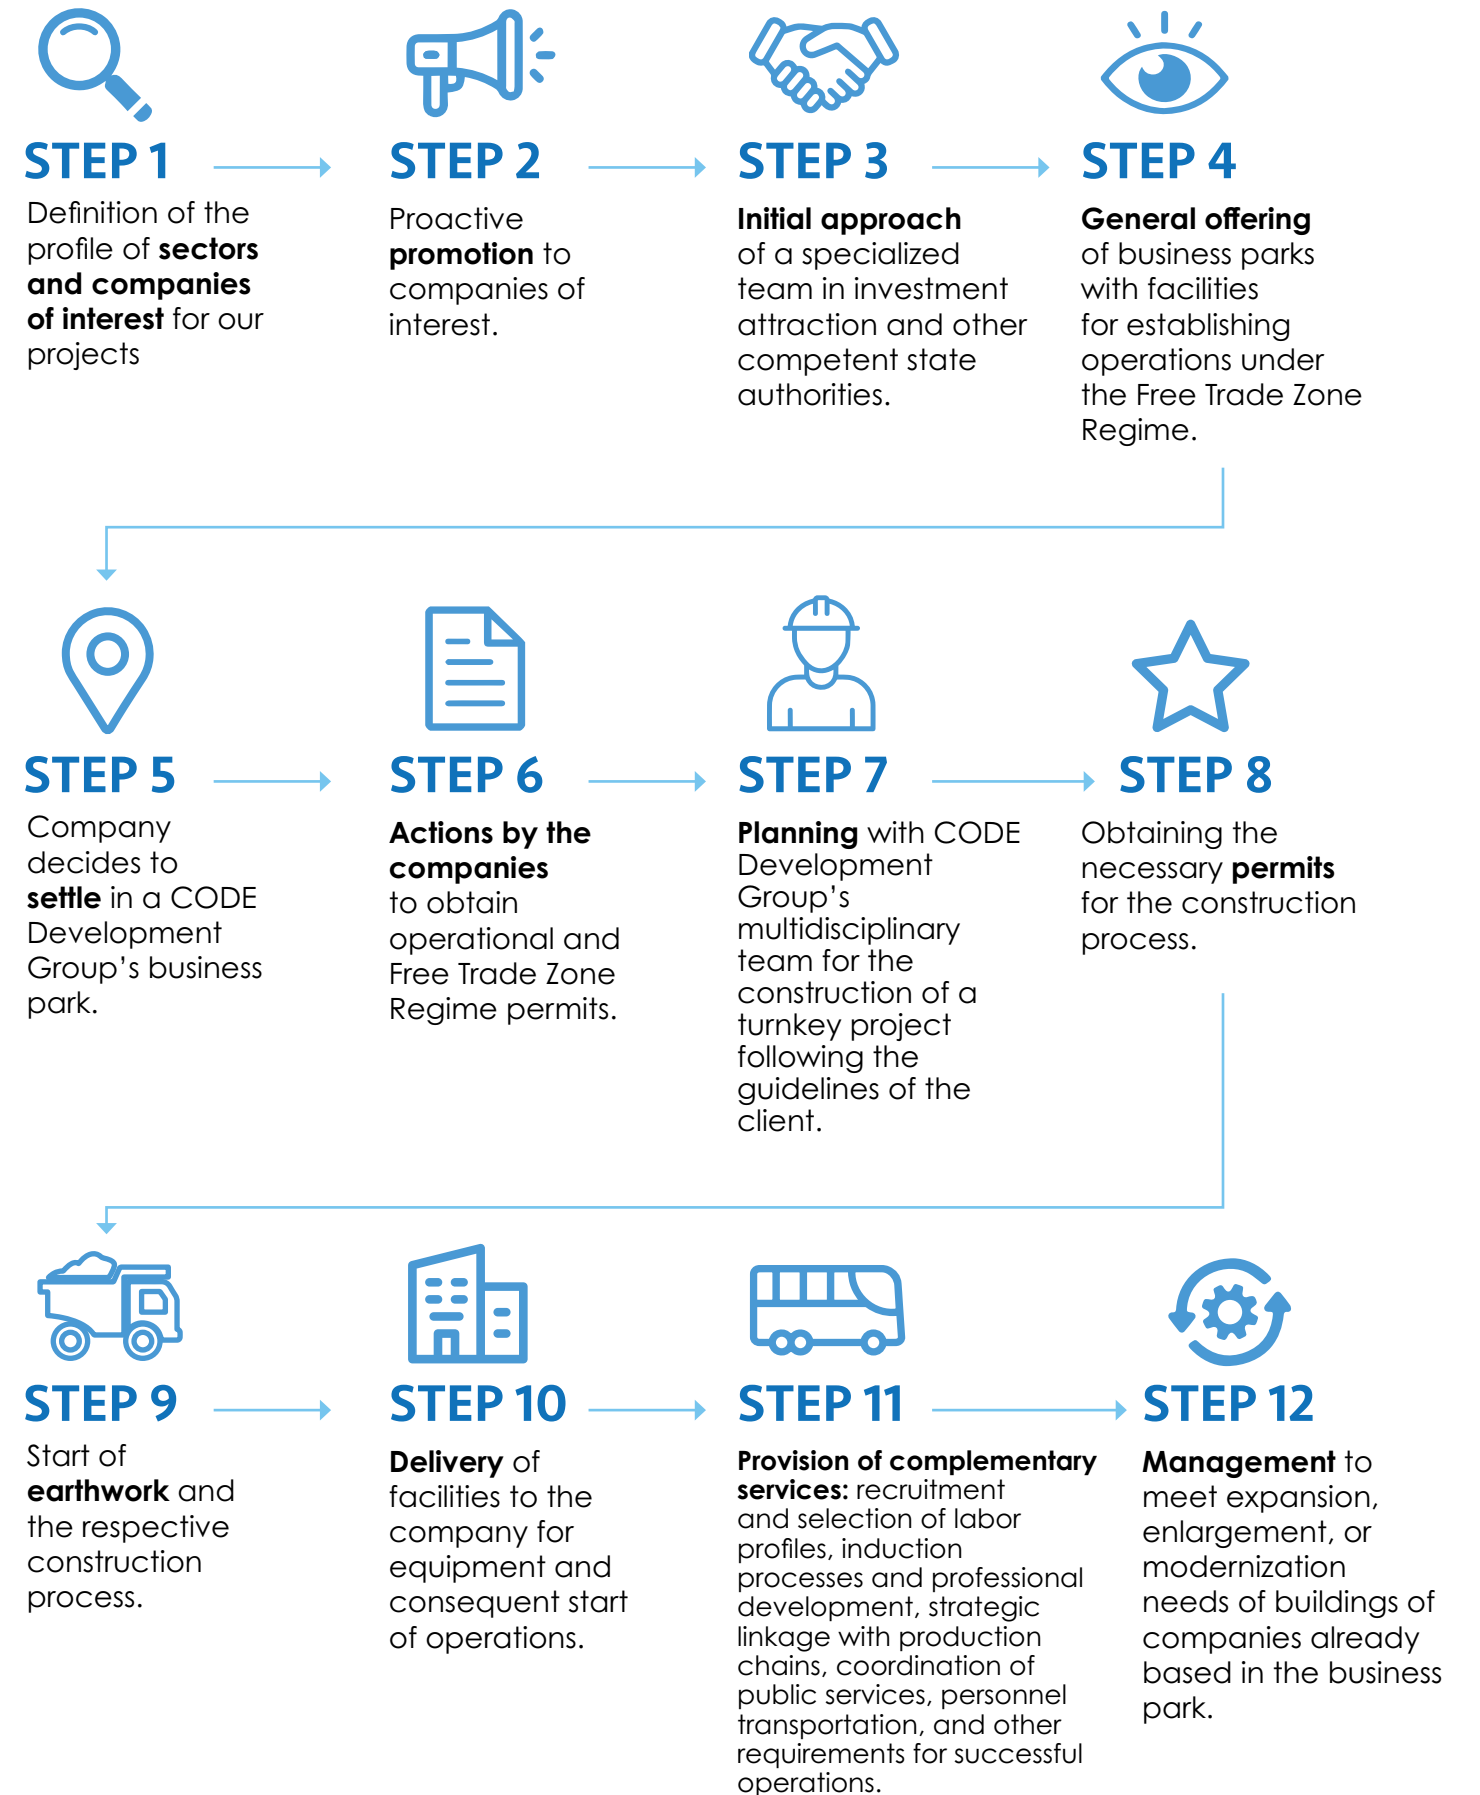 STEP 1
Definition of the
profile of sectors
and companies
of interest for our
projects
STEP 2
Proactive
promotion to
companies of
interest.
STEP 3
Initial approach
of a specialized
team in investment
attraction and other
competent state
authorities.
STEP 4
General offering
of business parks
with facilities
for establishing
operations under
the Free Trade Zone
Regime.
STEP 5
Company
decides to
settle in a CODE
Development
Group’s business
park.
STEP 6
Actions by the
companies
to obtain
operational and
Free Trade Zone
Regime permits.
STEP 7
Planning with CODE
Development
Group’s
multidisciplinary
team for the
construction of a
turnkey project
following the
guidelines of the
client.
STEP 8
Obtaining the
necessary permits
for the construction
process.
STEP 9
Start of
earthwork and
the respective
construction
process.
STEP 10
Delivery of
facilities to the
company for
equipment and
consequent start
of operations.
STEP 11
Provision of complementary
services: recruitment
and selection of labor
profiles, induction
processes and professional
development, strategic
linkage with production
chains, coordination of
public services, personnel
transportation, and other
requirements for successful
operations.
STEP 12
Management to
meet expansion,
enlargement, or
modernization
needs of buildings of
companies already
based in the business
park.